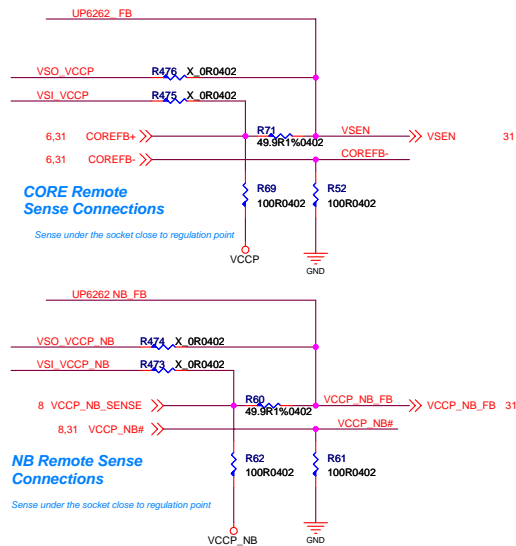 UP6262_ FB
VSO_VCCP R476 X_0R0402
VSI_VCCP R475 X_0R0402
6,31 COREFB+ R71 VSEN VSEN 31
49.9R1%0402
6,31 COREFB- COREFB-
CORE Remote
Sense Connections
R69 R52
100R0402 100R0402
Sense under the socket close to regulation point
VCCP GND
UP6262 NB_FB
VSO_VCCP_NB R474 X_0R0402
VSI_VCCP_NB R473 X_0R0402
8 VCCP_NB_SENSE R60 VCCP_NB_FB VCCP_NB_FB 31
49.9R1%0402
8,31 VCCP_NB# VCCP_NB#
NB Remote Sense
Connections
R62 R61
100R0402 100R0402
Sense under the socket close to regulation point
VCCP_NB GND